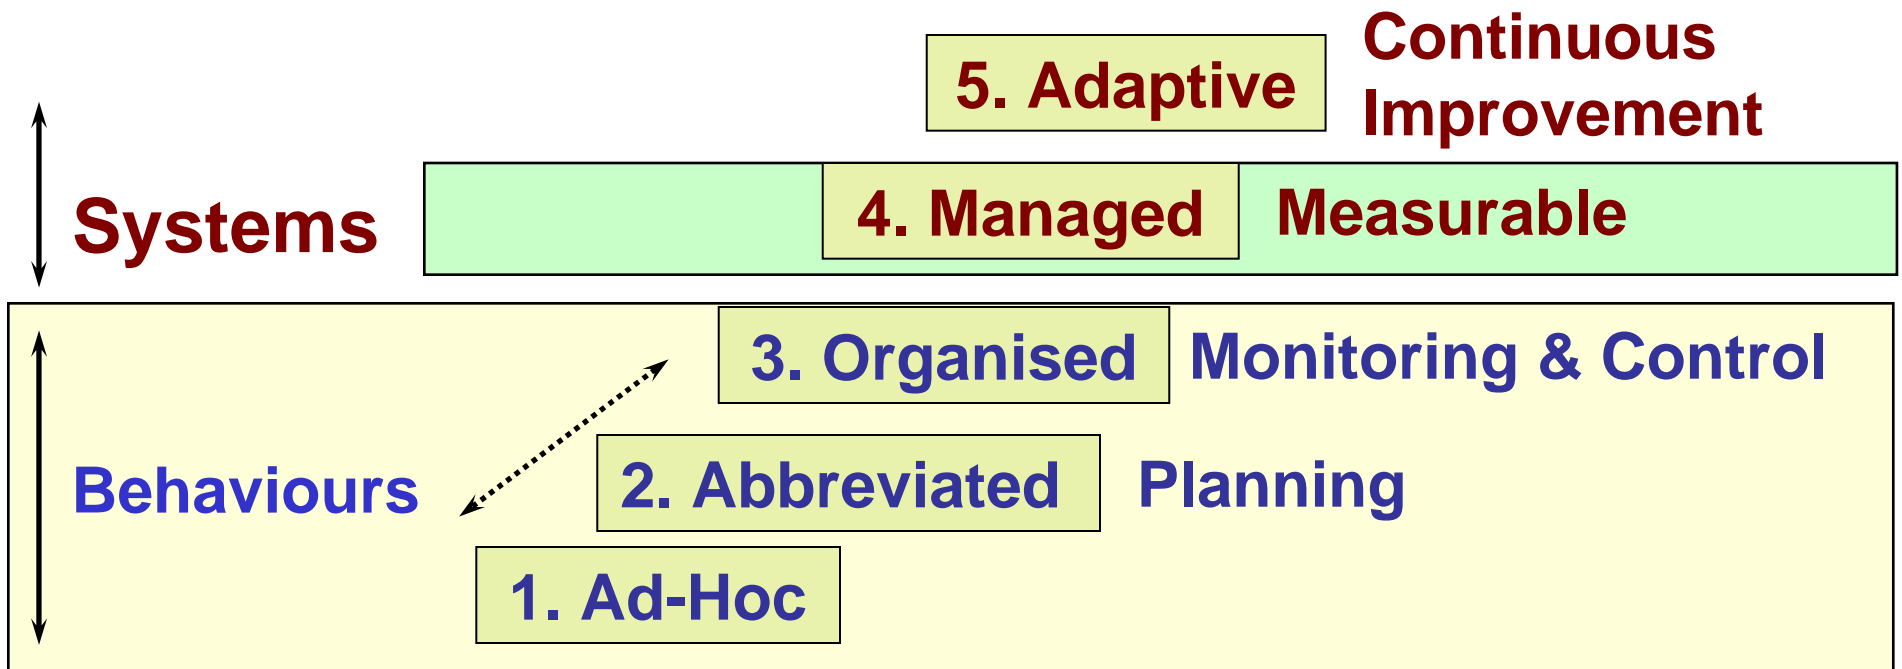 5. Adaptive
Continuous
Improvement
Systems
4. Managed
Measurable
3. Organised
Monitoring & Control
Behaviours
2. Abbreviated
Planning
1. Ad-Hoc